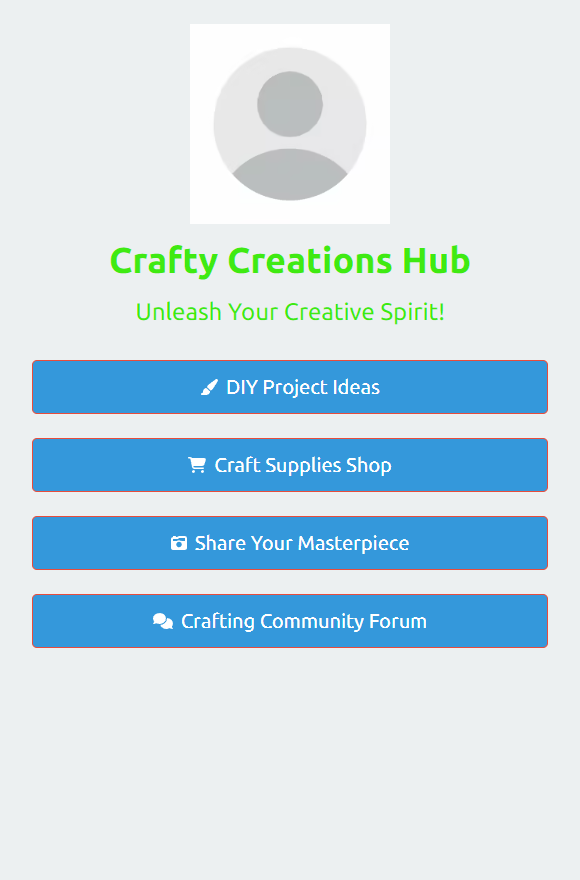 Crafty Creations Hub
Unleash Your Creative Spirit!
DIY Project Ideas
Craft Supplies Shop
Share Your Masterpiece
Crafting Community Forum